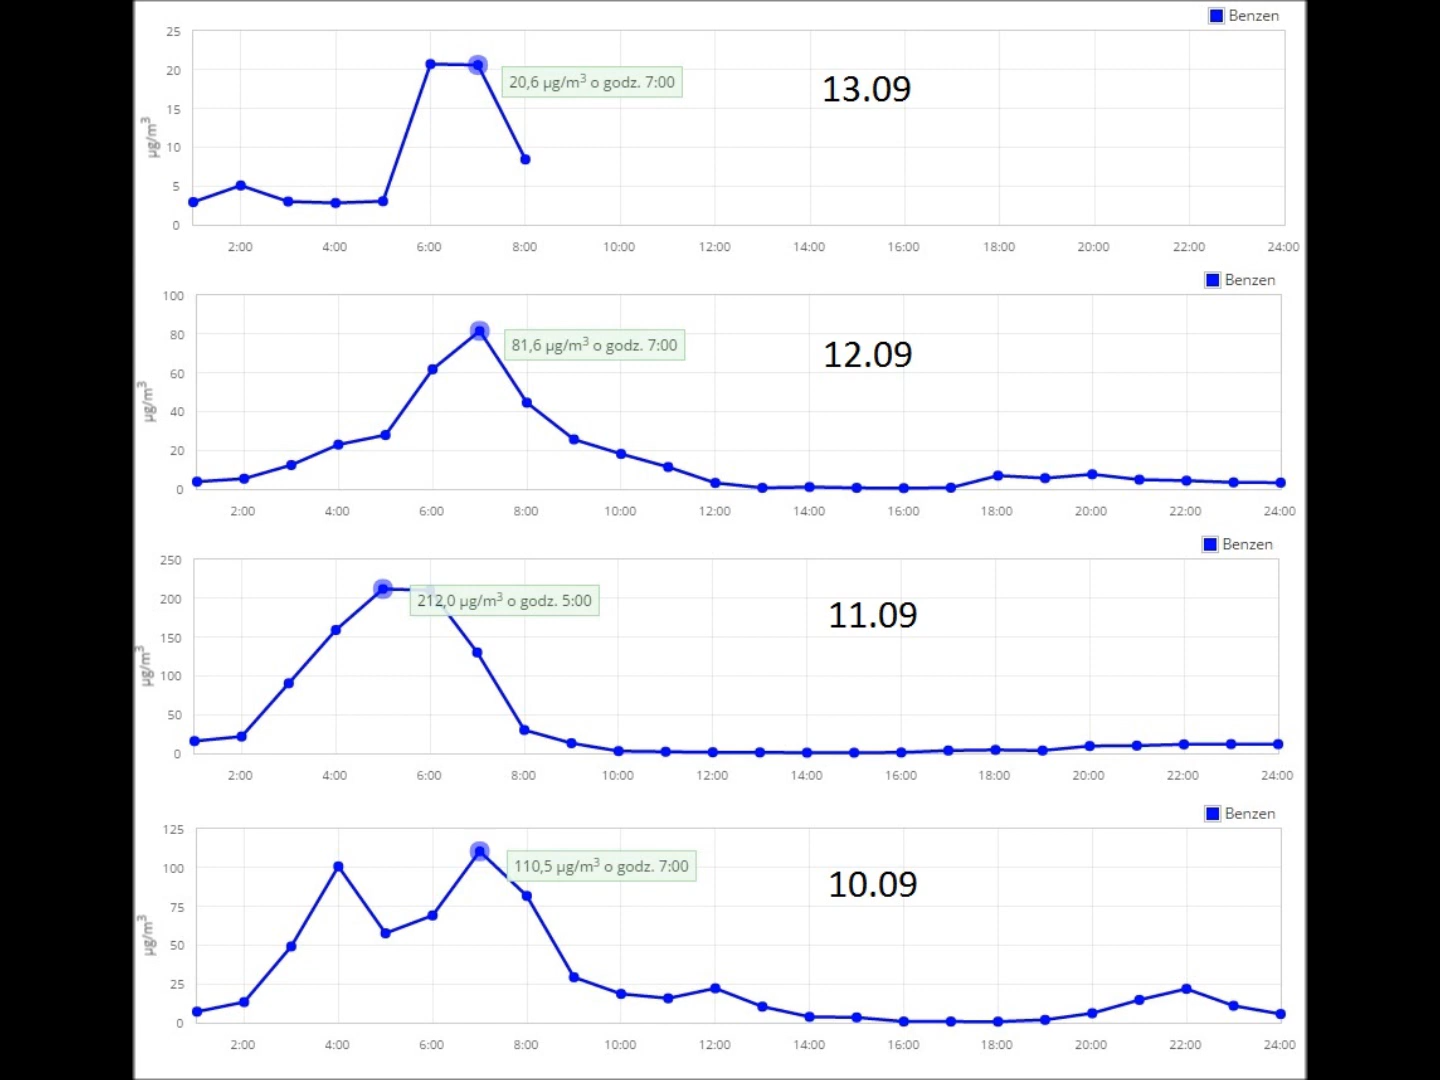 Benzen
25
20
15
10
5
0
µg/m³
20,6 µg/m³ o godz. 7:00
13.09
2:00 4:00 6:00 8:00 10:00 12:00 14:00 16:00 18:00 20:00 22:00 24:00
Benzen
100
80
60
40
20
0
µg/m³
81,6 µg/m³ o godz. 7:00
12.09
2:00 4:00 6:00 8:00 10:00 12:00 14:00 16:00 18:00 20:00 22:00 24:00
Benzen
250
200
150
100
50
0
µg/m³
212,0 µg/m³ o godz. 5:00
11.09
2:00 4:00 6:00 8:00 10:00 12:00 14:00 16:00 18:00 20:00 22:00 24:00
Benzen
125
100
75
50
25
0
µg/m³
110,5 µg/m³ o godz. 7:00
10.09
2:00 4:00 6:00 8:00 10:00 12:00 14:00 16:00 18:00 20:00 22:00 24:00